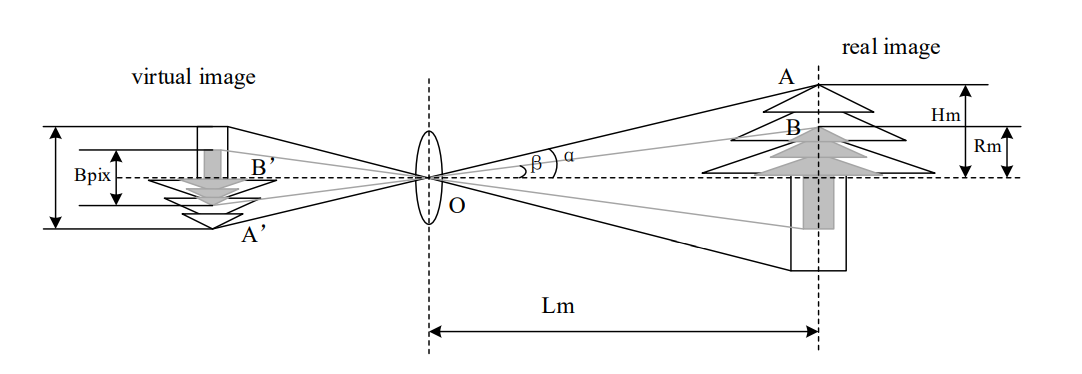 real image
virtual image
A
Hm
B
Rm
β
α
B’
Bpix
O
A’
Lm